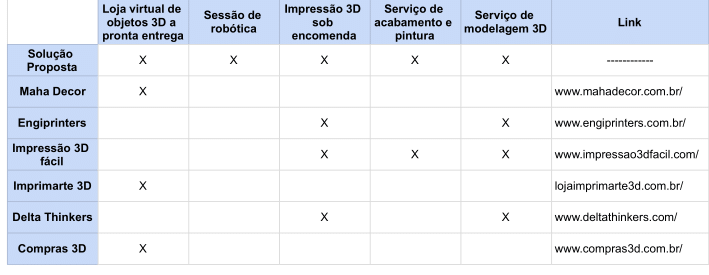 Loja virtual de objetos 3D a pronta entrega
Sessão de robótica
Impressão 3D sob encomenda
Serviço de acabamento e pintura
Serviço de modelagem 3D
Link
Solução Proposta X X X X X ------------
Maha Decor X www.mahadecor.com.br/
Engiprinters X X www.engiprinters.com.br/
Impressão 3D fácil X X X www.impressao3dfacil.com/
Imprimarte 3D X lojaimprimarte3d.com.br/
Delta Thinkers X X www.deltathinkers.com/
Compras 3D X www.compras3d.com.br/